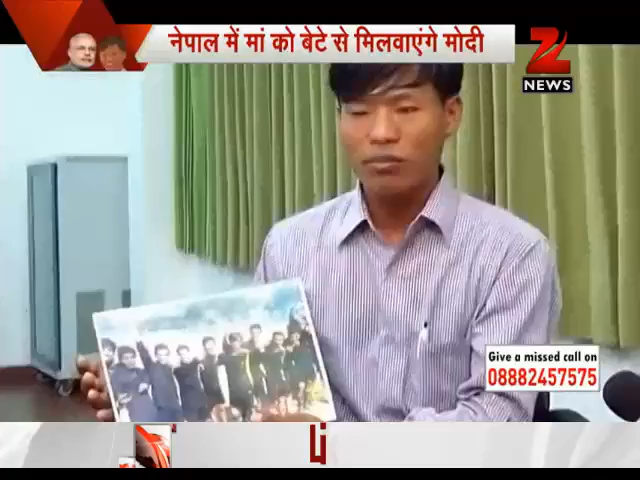 नेपाल में मां को बेटे से मिलवाएंगे मोदी
Z
NEWS
Give a missed call on
08882457575